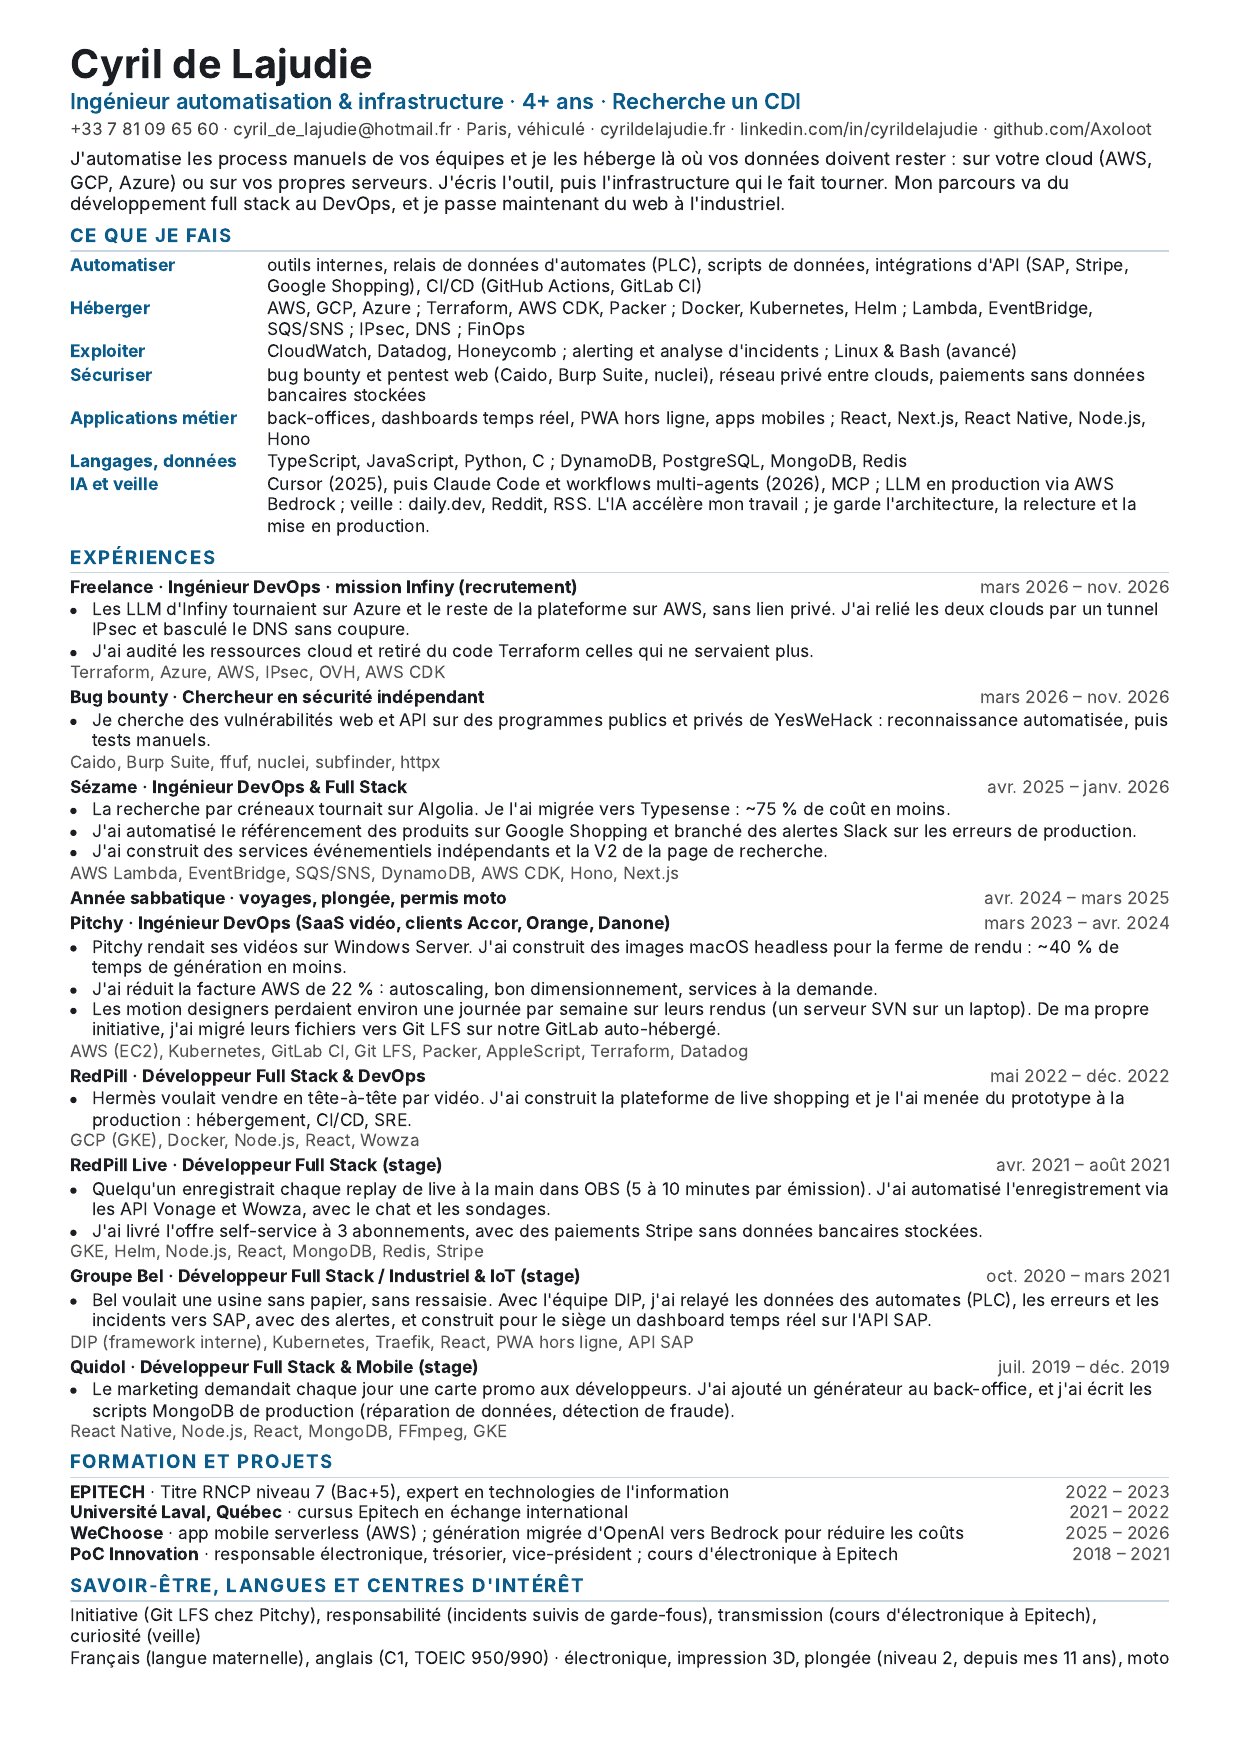 Cyril de Lajudie
Ingénieur automatisation & infrastructure · 4+ ans · Recherche un CDI
+33 7 81 09 65 60 · cyril_de_lajudie@hotmail.fr · Paris, véhiculé · cyrildelajudie.fr · linkedin.com/in/cyrildelajudie · github.com/Axoloot
J'automatise les process manuels de vos équipes et je les héberge là où vos données doivent rester : sur votre cloud (AWS,
GCP, Azure) ou sur vos propres serveurs. J'écris l'outil, puis l'infrastructure qui le fait tourner. Mon parcours va du
développement full stack au DevOps, et je passe maintenant du web à l'industriel.
CE QUE JE FAIS
Automatiser outils internes, relais de données d'automates (PLC), scripts de données, intégrations d'API (SAP, Stripe,
Google Shopping), CI/CD (GitHub Actions, GitLab CI)
Héberger AWS, GCP, Azure ; Terraform, AWS CDK, Packer ; Docker, Kubernetes, Helm ; Lambda, EventBridge,
SQS/SNS ; IPsec, DNS ; FinOps
Exploiter CloudWatch, Datadog, Honeycomb ; alerting et analyse d'incidents ; Linux & Bash (avancé)
Sécuriser bug bounty et pentest web (Caido, Burp Suite, nuclei), réseau privé entre clouds, paiements sans données
bancaires stockées
Applications métier back-offices, dashboards temps réel, PWA hors ligne, apps mobiles ; React, Next.js, React Native, Node.js,
Hono
Langages, données TypeScript, JavaScript, Python, C ; DynamoDB, PostgreSQL, MongoDB, Redis
IA et veille Cursor (2025), puis Claude Code et workflows multi-agents (2026), MCP ; LLM en production via AWS
Bedrock ; veille : daily.dev, Reddit, RSS. L'IA accélère mon travail ; je garde l'architecture, la relecture et la
mise en production.
EXPÉRIENCES
Freelance · Ingénieur DevOps · mission Infiny (recrutement) mars 2026 – nov. 2026
• Les LLM d'Infiny tournaient sur Azure et le reste de la plateforme sur AWS, sans lien privé. J'ai relié les deux clouds par un tunnel
IPsec et basculé le DNS sans coupure.
• J'ai audité les ressources cloud et retiré du code Terraform celles qui ne servaient plus.
Terraform, Azure, AWS, IPsec, OVH, AWS CDK
Bug bounty · Chercheur en sécurité indépendant mars 2026 – nov. 2026
• Je cherche des vulnérabilités web et API sur des programmes publics et privés de YesWeHack : reconnaissance automatisée, puis
tests manuels.
Caido, Burp Suite, ffuf, nuclei, subfinder, httpx
Sézame · Ingénieur DevOps & Full Stack avr. 2025 – janv. 2026
• La recherche par créneaux tournait sur Algolia. Je l'ai migrée vers Typesense : ~75 % de coût en moins.
• J'ai automatisé le référencement des produits sur Google Shopping et branché des alertes Slack sur les erreurs de production.
• J'ai construit des services événementiels indépendants et la V2 de la page de recherche.
AWS Lambda, EventBridge, SQS/SNS, DynamoDB, AWS CDK, Hono, Next.js
Année sabbatique · voyages, plongée, permis moto avr. 2024 – mars 2025
Pitchy · Ingénieur DevOps (SaaS vidéo, clients Accor, Orange, Danone) mars 2023 – avr. 2024
• Pitchy rendait ses vidéos sur Windows Server. J'ai construit des images macOS headless pour la ferme de rendu : ~40 % de
temps de génération en moins.
• J'ai réduit la facture AWS de 22 % : autoscaling, bon dimensionnement, services à la demande.
• Les motion designers perdaient environ une journée par semaine sur leurs rendus (un serveur SVN sur un laptop). De ma propre
initiative, j'ai migré leurs fichiers vers Git LFS sur notre GitLab auto-hébergé.
AWS (EC2), Kubernetes, GitLab CI, Git LFS, Packer, AppleScript, Terraform, Datadog
RedPill · Développeur Full Stack & DevOps mai 2022 – déc. 2022
• Hermès voulait vendre en tête-à-tête par vidéo. J'ai construit la plateforme de live shopping et je l'ai menée du prototype à la
production : hébergement, CI/CD, SRE.
GCP (GKE), Docker, Node.js, React, Wowza
RedPill Live · Développeur Full Stack (stage) avr. 2021 – août 2021
• Quelqu'un enregistrait chaque replay de live à la main dans OBS (5 à 10 minutes par émission). J'ai automatisé l'enregistrement via
les API Vonage et Wowza, avec le chat et les sondages.
• J'ai livré l'offre self-service à 3 abonnements, avec des paiements Stripe sans données bancaires stockées.
GKE, Helm, Node.js, React, MongoDB, Redis, Stripe
Groupe Bel · Développeur Full Stack / Industriel & IoT (stage) oct. 2020 – mars 2021
• Bel voulait une usine sans papier, sans ressaisie. Avec l'équipe DIP, j'ai relayé les données des automates (PLC), les erreurs et les
incidents vers SAP, avec des alertes, et construit pour le siège un dashboard temps réel sur l'API SAP.
DIP (framework interne), Kubernetes, Traefik, React, PWA hors ligne, API SAP
Quidol · Développeur Full Stack & Mobile (stage) juil. 2019 – déc. 2019
• Le marketing demandait chaque jour une carte promo aux développeurs. J'ai ajouté un générateur au back-office, et j'ai écrit les
scripts MongoDB de production (réparation de données, détection de fraude).
React Native, Node.js, React, MongoDB, FFmpeg, GKE
FORMATION ET PROJETS
EPITECH · Titre RNCP niveau 7 (Bac+5), expert en technologies de l'information 2022 – 2023
Université Laval, Québec · cursus Epitech en échange international 2021 – 2022
WeChoose · app mobile serverless (AWS) ; génération migrée d'OpenAI vers Bedrock pour réduire les coûts 2025 – 2026
PoC Innovation · responsable électronique, trésorier, vice-président ; cours d'électronique à Epitech 2018 – 2021
SAVOIR-ÊTRE, LANGUES ET CENTRES D'INTÉRÊT
Initiative (Git LFS chez Pitchy), responsabilité (incidents suivis de garde-fous), transmission (cours d'électronique à Epitech),
curiosité (veille)
Français (langue maternelle), anglais (C1, TOEIC 950/990) · électronique, impression 3D, plongée (niveau 2, depuis mes 11 ans), moto